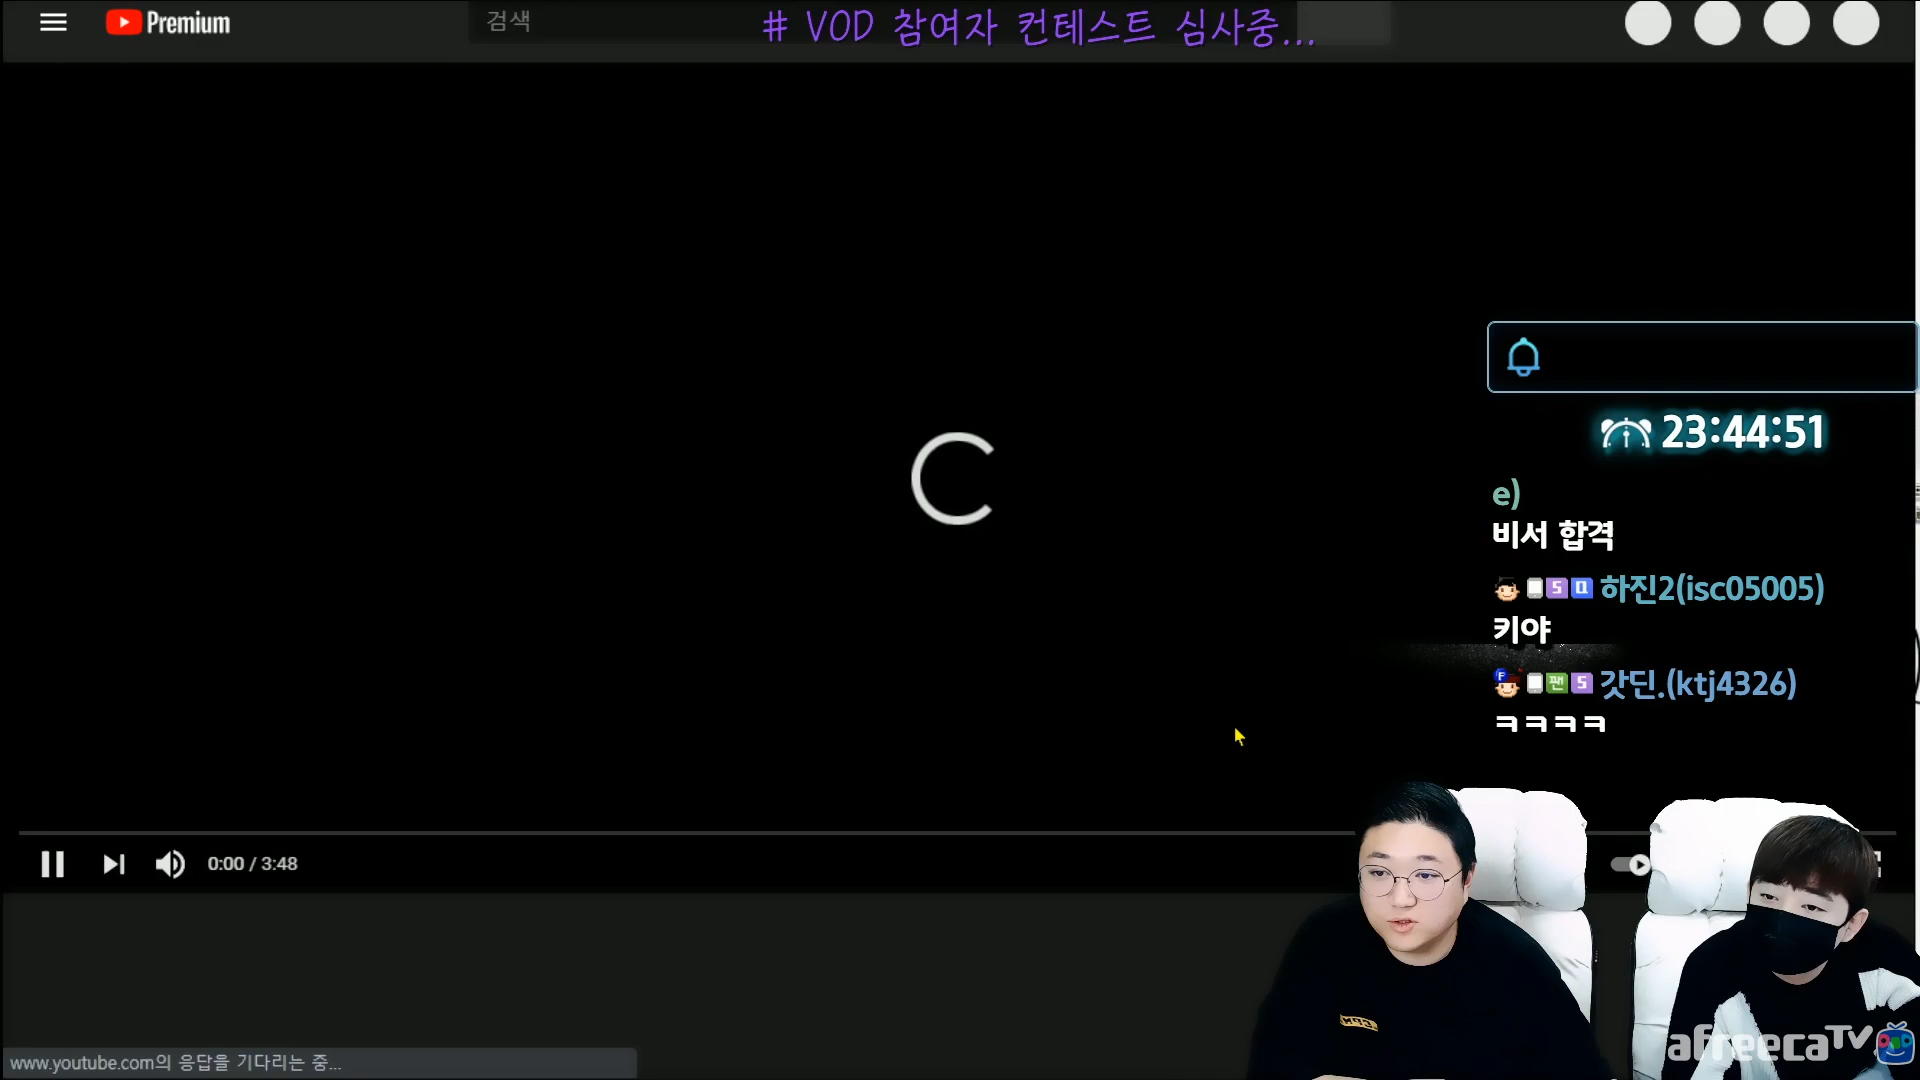 Premium
검색
# VOD 참여자 컨테스트 심사중...
23:44:51
e)
비서 합격
S 하진2(isc05005)
키야
F 팬 S 갓딘.(ktj4326)
ㅋㅋㅋㅋ
0:00 / 3:48
www.youtube.com의 응답을 기다리는 중...
afreecaTV